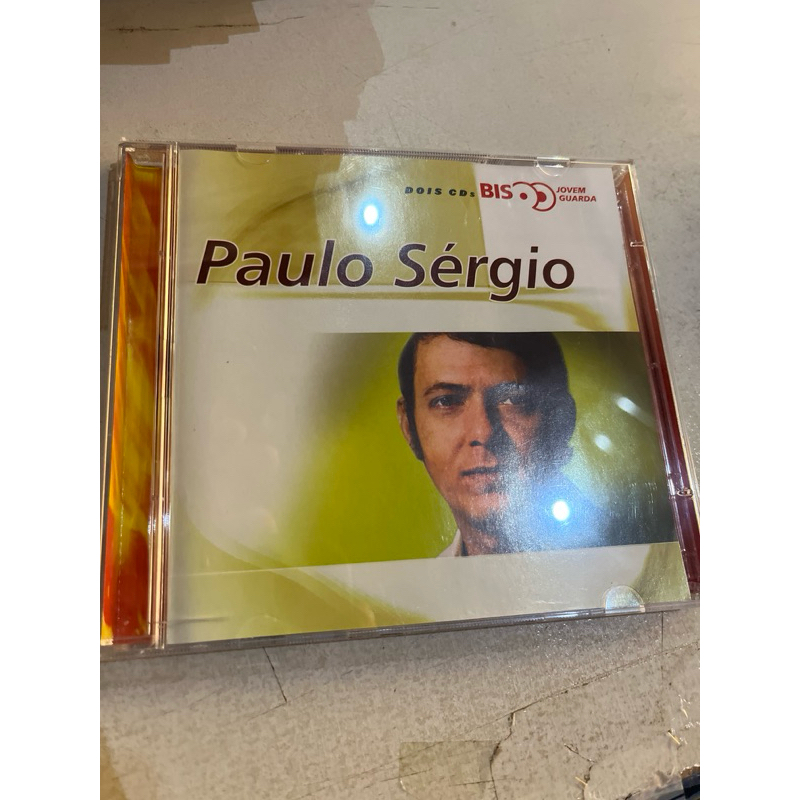 DOIS CDs BIS JOVEM
GUARDA
Paulo Sérgio